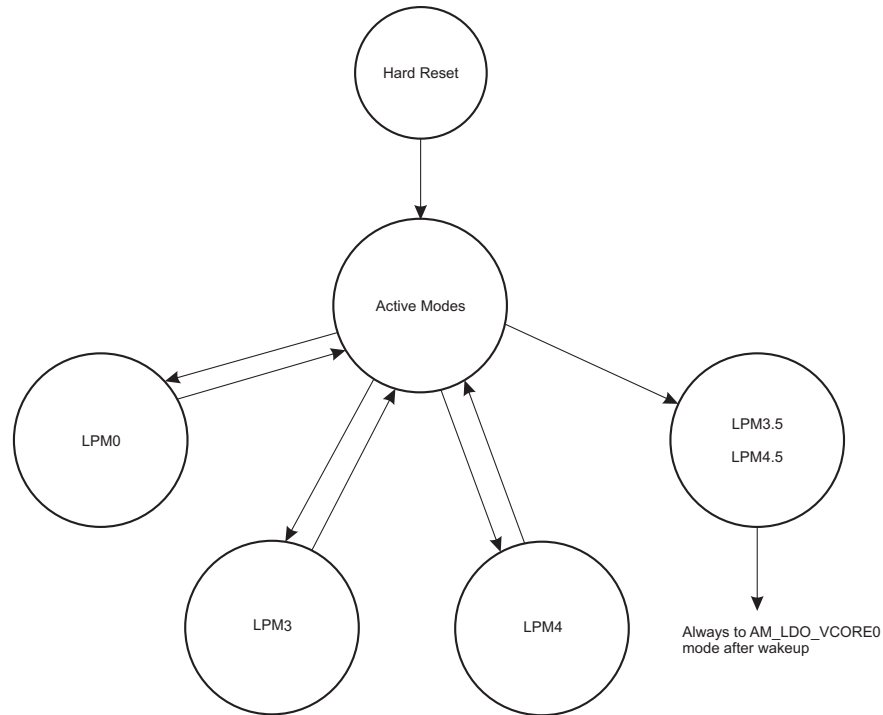 Hard Reset
Active Modes
LPM0
LPM3.5
LPM4.5
LPM3
LPM4
Always to AM_LDO_VCORE0
mode after wakeup